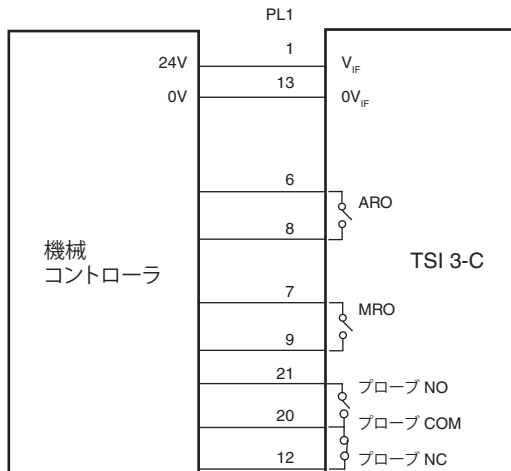 PL1
24V 1 V_IF
0V 13 0V_IF
6
ARO
8
機械
コントローラ
TSI 3-C
7
MRO
9
21 プローブ NO
20 プローブ COM
12 プローブ NC